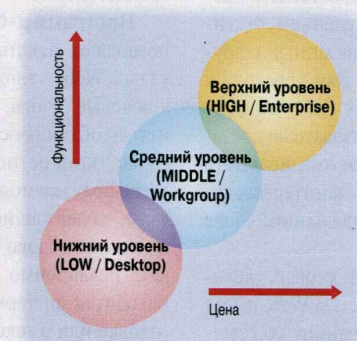 Функциональность
Верхний уровень
(HIGH / Enterprise)
Средний уровень
(MIDDLE /
Workgroup)
Нижний уровень
(LOW / Desktop)
Цена